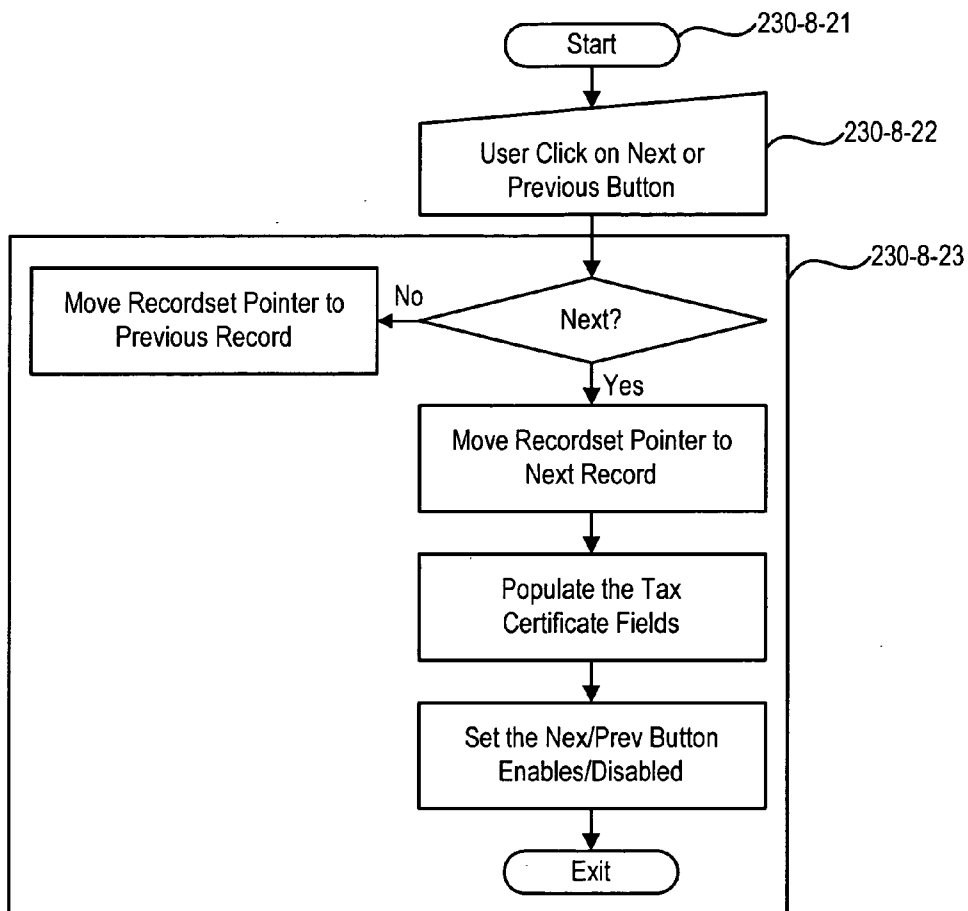 Start
230-8-21
User Click on Next or
Previous Button
230-8-22
230-8-23
Move Recordset Pointer to
Previous Record
No
Next?
Yes
Move Recordset Pointer to
Next Record
Populate the Tax
Certificate Fields
Set the Nex/Prev Button
Enables/Disabled
Exit